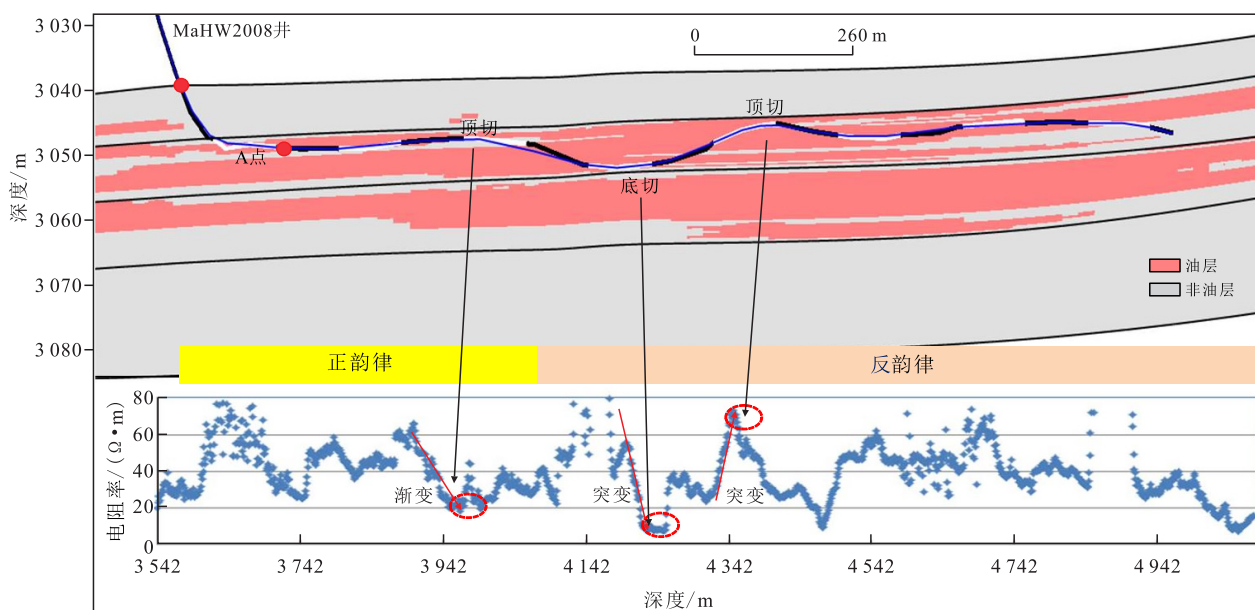 MaHW2008井
0 260 m
3 030
3 040
3 050
3 060
3 070
3 080
深度/m
顶切
顶切
A点
底切
油层
非油层
正韵律
反韵律
80
60
40
20
0
电阻率/(Ω•m)
渐变
突变
突变
3 542
3 742
3 942
4 142
4 342
4 542
4 742
4 942
深度/m